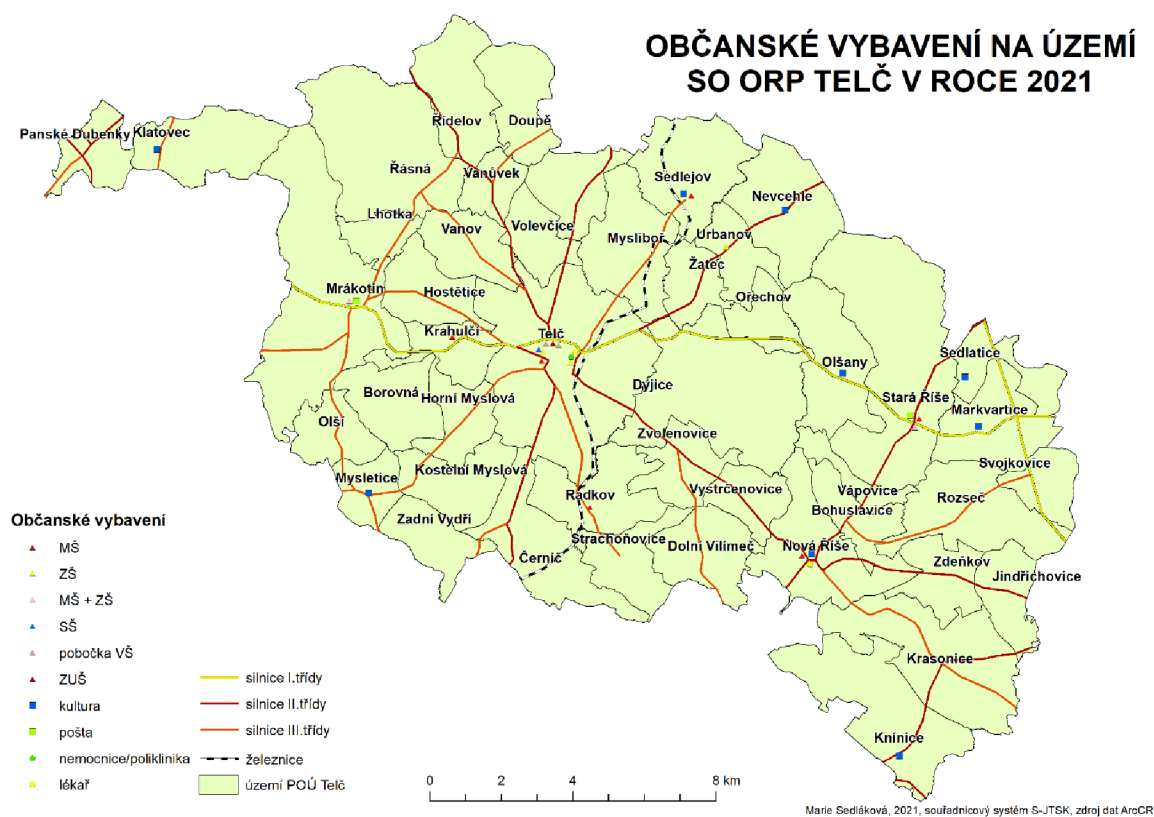 OBČANSKÉ VYBAVENÍ NA ÚZEMÍ
SO ORP TELČ V ROCE 2021
Panské Dubenky
Klatovec
Řídelov
Doupě
Řásná
Vanůvek
Sedlejov
Nevcehle
Lhotka
Vanov
Volevčice
Mysliboř
Urbanov
Žatec
Mrákotín
Hostětice
Ořechov
Krahulčí
Telč
Olšany
Sedlatice
Borovná
Horní Myslová
Dyjice
Stará Říše
Markvartice
Olší
Zvolenovice
Mysletice
Kostelní Myslová
Svojkovice
Radkov
Vystrčenovice
Vápovice
Rozseč
Zadní Vydří
Bohuslavice
Strachoňovice
Dolní Vilímeč
Nová Říše
Černíč
Zdeňkov
Jindřichovice
Krasonice
Knínice
Občanské vybavení
MŠ
ZŠ
MŠ + ZŠ
SŠ
pobočka VŠ
ZUŠ
kultura
pošta
nemocnice/poliklinika
lékař
silnice I.třídy
silnice II.třídy
silnice III.třídy
železnice
území POÚ Telč
0 2 4 8 km
Marie Sedláková, 2021, souřadnicový systém S-JTSK, zdroj dat ArcCR